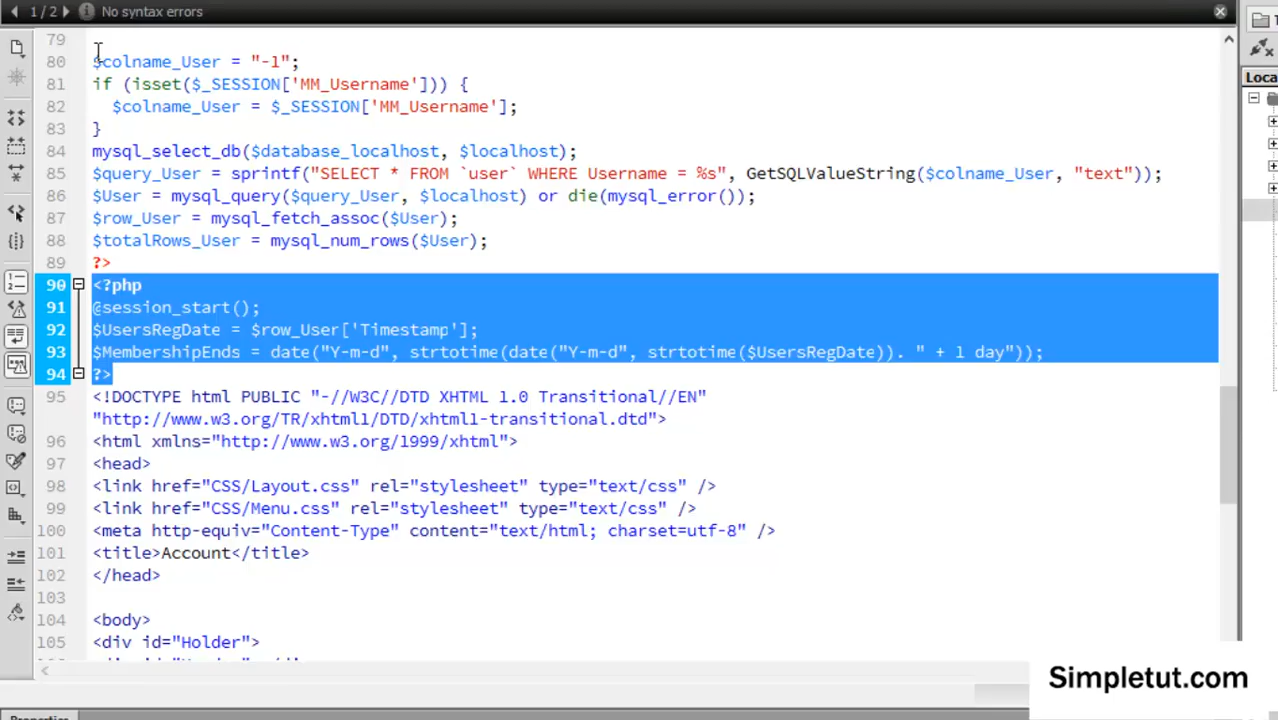 1 / 2 No syntax errors
79
80 $colname_User = "-1";
81 if (isset($_SESSION['MM_Username'])) {
82 $colname_User = $_SESSION['MM_Username'];
83 }
84 mysql_select_db($database_localhost, $localhost);
85 $query_User = sprintf("SELECT * FROM `user` WHERE Username = %s", GetSQLValueString($colname_User, "text"));
86 $User = mysql_query($query_User, $localhost) or die(mysql_error());
87 $row_User = mysql_fetch_assoc($User);
88 $totalRows_User = mysql_num_rows($User);
89 ?>
90 <?php
91 @session_start();
92 $UsersRegDate = $row_User['Timestamp'];
93 $MembershipEnds = date("Y-m-d", strtotime(date("Y-m-d", strtotime($UsersRegDate)). " + 1 day"));
94 ?>
95 <!DOCTYPE html PUBLIC "-//W3C//DTD XHTML 1.0 Transitional//EN"
"http://www.w3.org/TR/xhtml1/DTD/xhtml1-transitional.dtd">
96 <html xmlns="http://www.w3.org/1999/xhtml">
97 <head>
98 <link href="CSS/Layout.css" rel="stylesheet" type="text/css" />
99 <link href="CSS/Menu.css" rel="stylesheet" type="text/css" />
100 <meta http-equiv="Content-Type" content="text/html; charset=utf-8" />
101 <title>Account</title>
102 </head>
103
104 <body>
105 <div id="Holder">
Loca
Simpletut.com